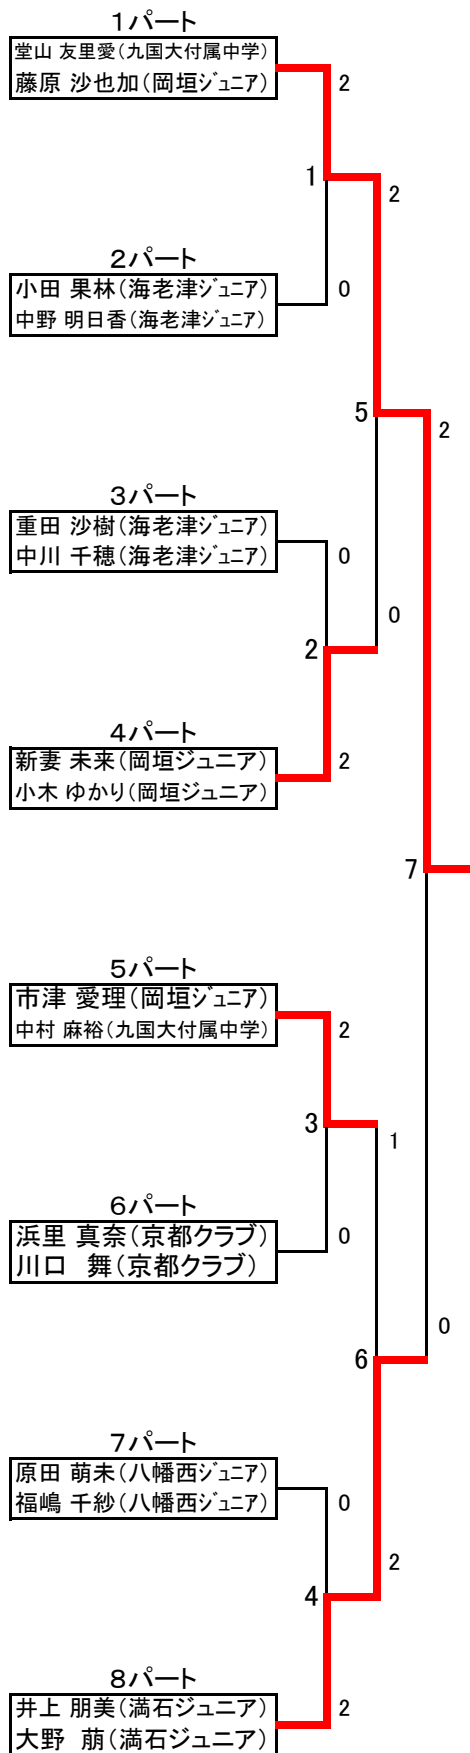 1パート
堂山 友里愛(九国大付属中学)
藤原 沙也加(岡垣ジュニア)
2
1
2
2パート
小田 果林(海老津ジュニア)
中野 明日香(海老津ジュニア)
0
5
2
3パート
重田 沙樹(海老津ジュニア)
中川 千穂(海老津ジュニア)
0
0
2
4パート
新妻 未来(岡垣ジュニア)
小木 ゆかり(岡垣ジュニア)
2
7
5パート
市津 愛理(岡垣ジュニア)
中村 麻裕(九国大付属中学)
2
3
1
6パート
浜里 真奈(京都クラブ)
川口 舞(京都クラブ)
0
0
6
7パート
原田 萌未(八幡西ジュニア)
福嶋 千紗(八幡西ジュニア)
0
2
4
8パート
井上 朋美(満石ジュニア)
大野 萠(満石ジュニア)
2